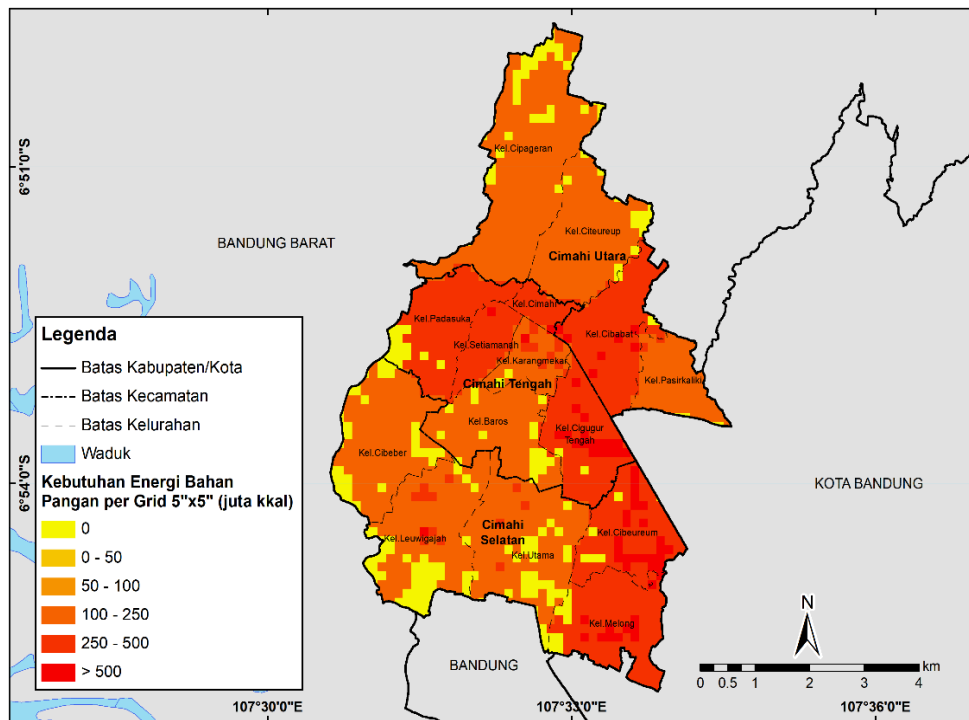 Kel.Cipageran
6°51'0"S
Kel.Citeureup
BANDUNG BARAT
Cimahi Utara
Kel.Cimahi
Kel.Padasuka
Kel.Cibabat
Kel.Setiamanah
Kel.Karangmekar
Cimahi Tengah
Kel.Pasirkaliki
Kel.Baros
Kel.Cigugur
Tengah
Kel.Cibeber
6°54'0"S
KOTA BANDUNG
Cimahi
Selatan
Kel.Leuwigajah
Kel.Utama
Kel.Cibeureum
Kel.Melong
BANDUNG
Legenda
Batas Kabupaten/Kota
Batas Kecamatan
Batas Kelurahan
Waduk
Kebutuhan Energi Bahan
Pangan per Grid 5"x5" (juta kkal)
0
0 - 50
50 - 100
100 - 250
250 - 500
> 500
N
km
0 0.5 1 2 3 4
107°30'0"E 107°33'0"E 107°36'0"E